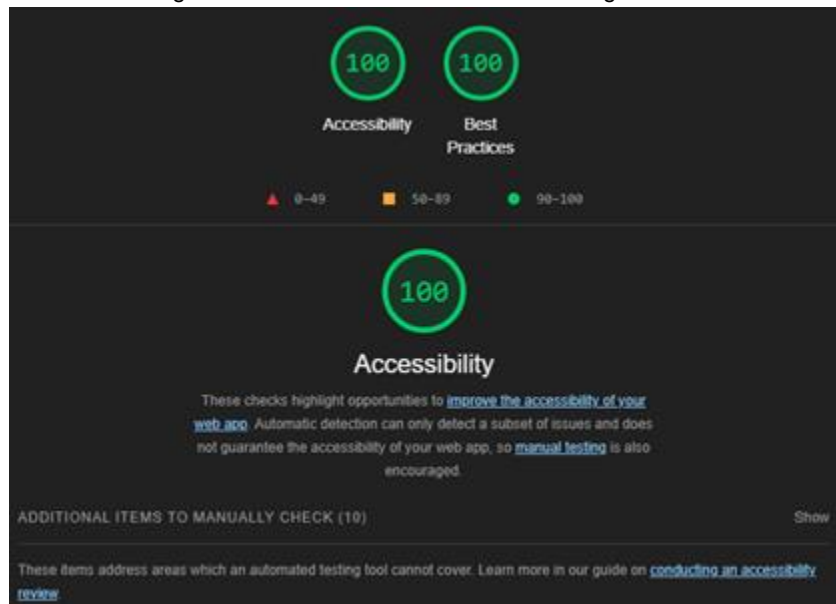 100 100
Accessibility Best
Practices
0-49 50-89 90-100
100
Accessibility
These checks highlight opportunities to improve the accessibility of your
web app. Automatic detection can only detect a subset of issues and does
not guarantee the accessibility of your web app, so manual testing is also
encouraged.
ADDITIONAL ITEMS TO MANUALLY CHECK (10) Show
These items address areas which an automated testing tool cannot cover. Learn more in our guide on conducting an accessibility
review.